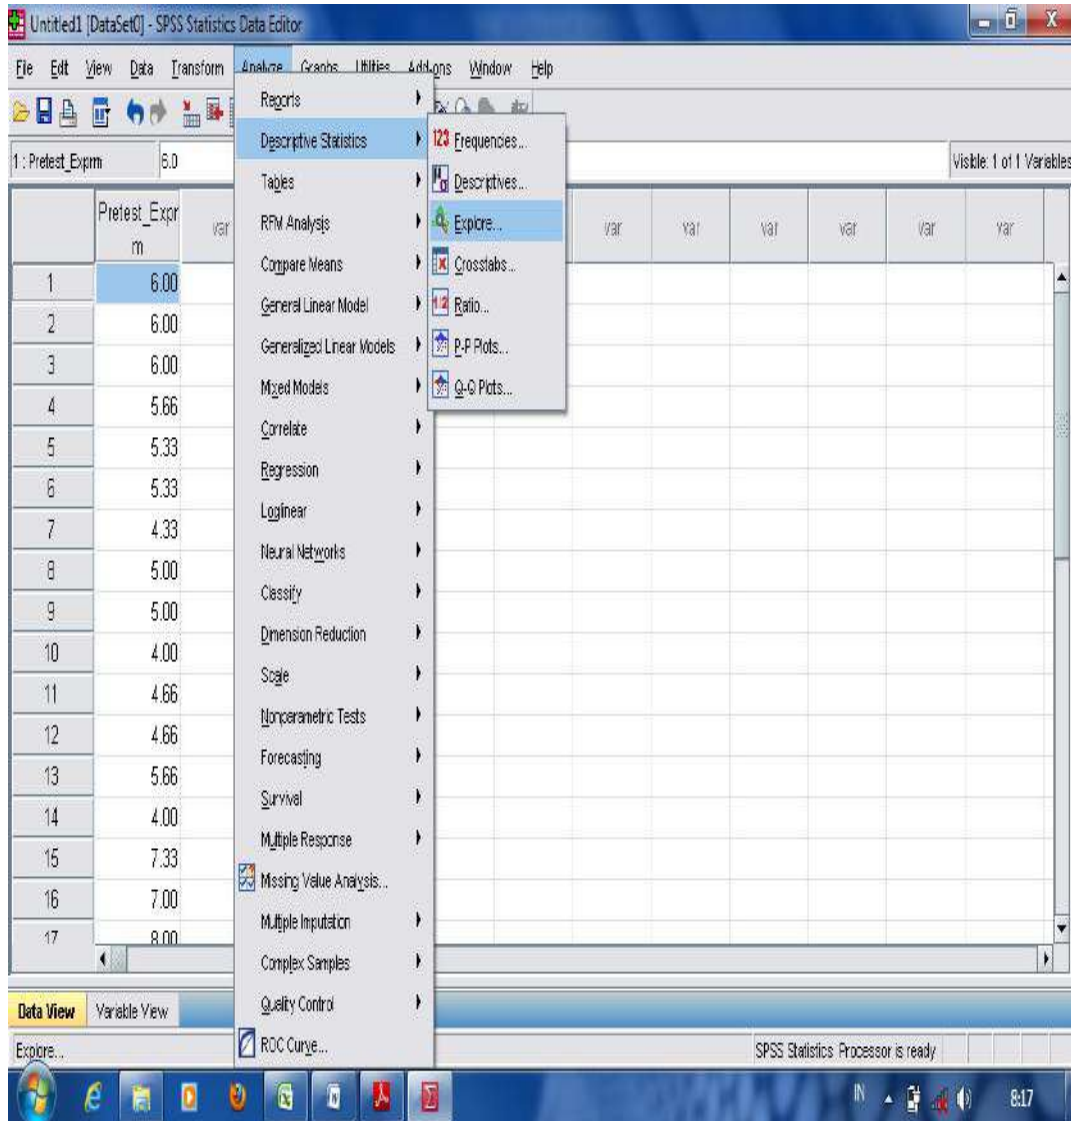 Untitled1 [DataSet0] - SPSS Statistics Data Editor
File Edit View Data Transform Analyze Graphs Utilities Add-ons Window Help
1 : Pretest_Exprm 6.0 Visible: 1 of 1 Variables
Pretest_Exprm var var var var var var var
1 6.00
2 6.00
3 6.00
4 5.66
5 5.33
6 5.33
7 4.33
8 5.00
9 5.00
10 4.00
11 4.66
12 4.66
13 5.66
14 4.00
15 7.33
16 7.00
17 8.00
Reports
Descriptive Statistics
Tables
RFM Analysis
Compare Means
General Linear Model
Generalized Linear Models
Mixed Models
Correlate
Regression
Loglinear
Neural Networks
Classify
Dimension Reduction
Scale
Nonparametric Tests
Forecasting
Survival
Multiple Response
Missing Value Analysis...
Multiple Imputation
Complex Samples
Quality Control
ROC Curve...
123 Frequencies...
Descriptives...
Explore...
Crosstabs...
1/2 Ratio...
P-P Plots...
Q-Q Plots...
Data View Variable View
Explore... SPSS Statistics Processor is ready
IN 8:17